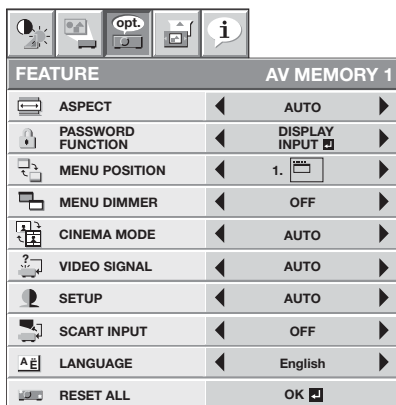 opt.
i
FEATURE AV MEMORY 1
ASPECT AUTO
PASSWORD FUNCTION DISPLAY INPUT
MENU POSITION 1.
MENU DIMMER OFF
CINEMA MODE AUTO
VIDEO SIGNAL AUTO
SETUP AUTO
SCART INPUT OFF
LANGUAGE English
RESET ALL OK